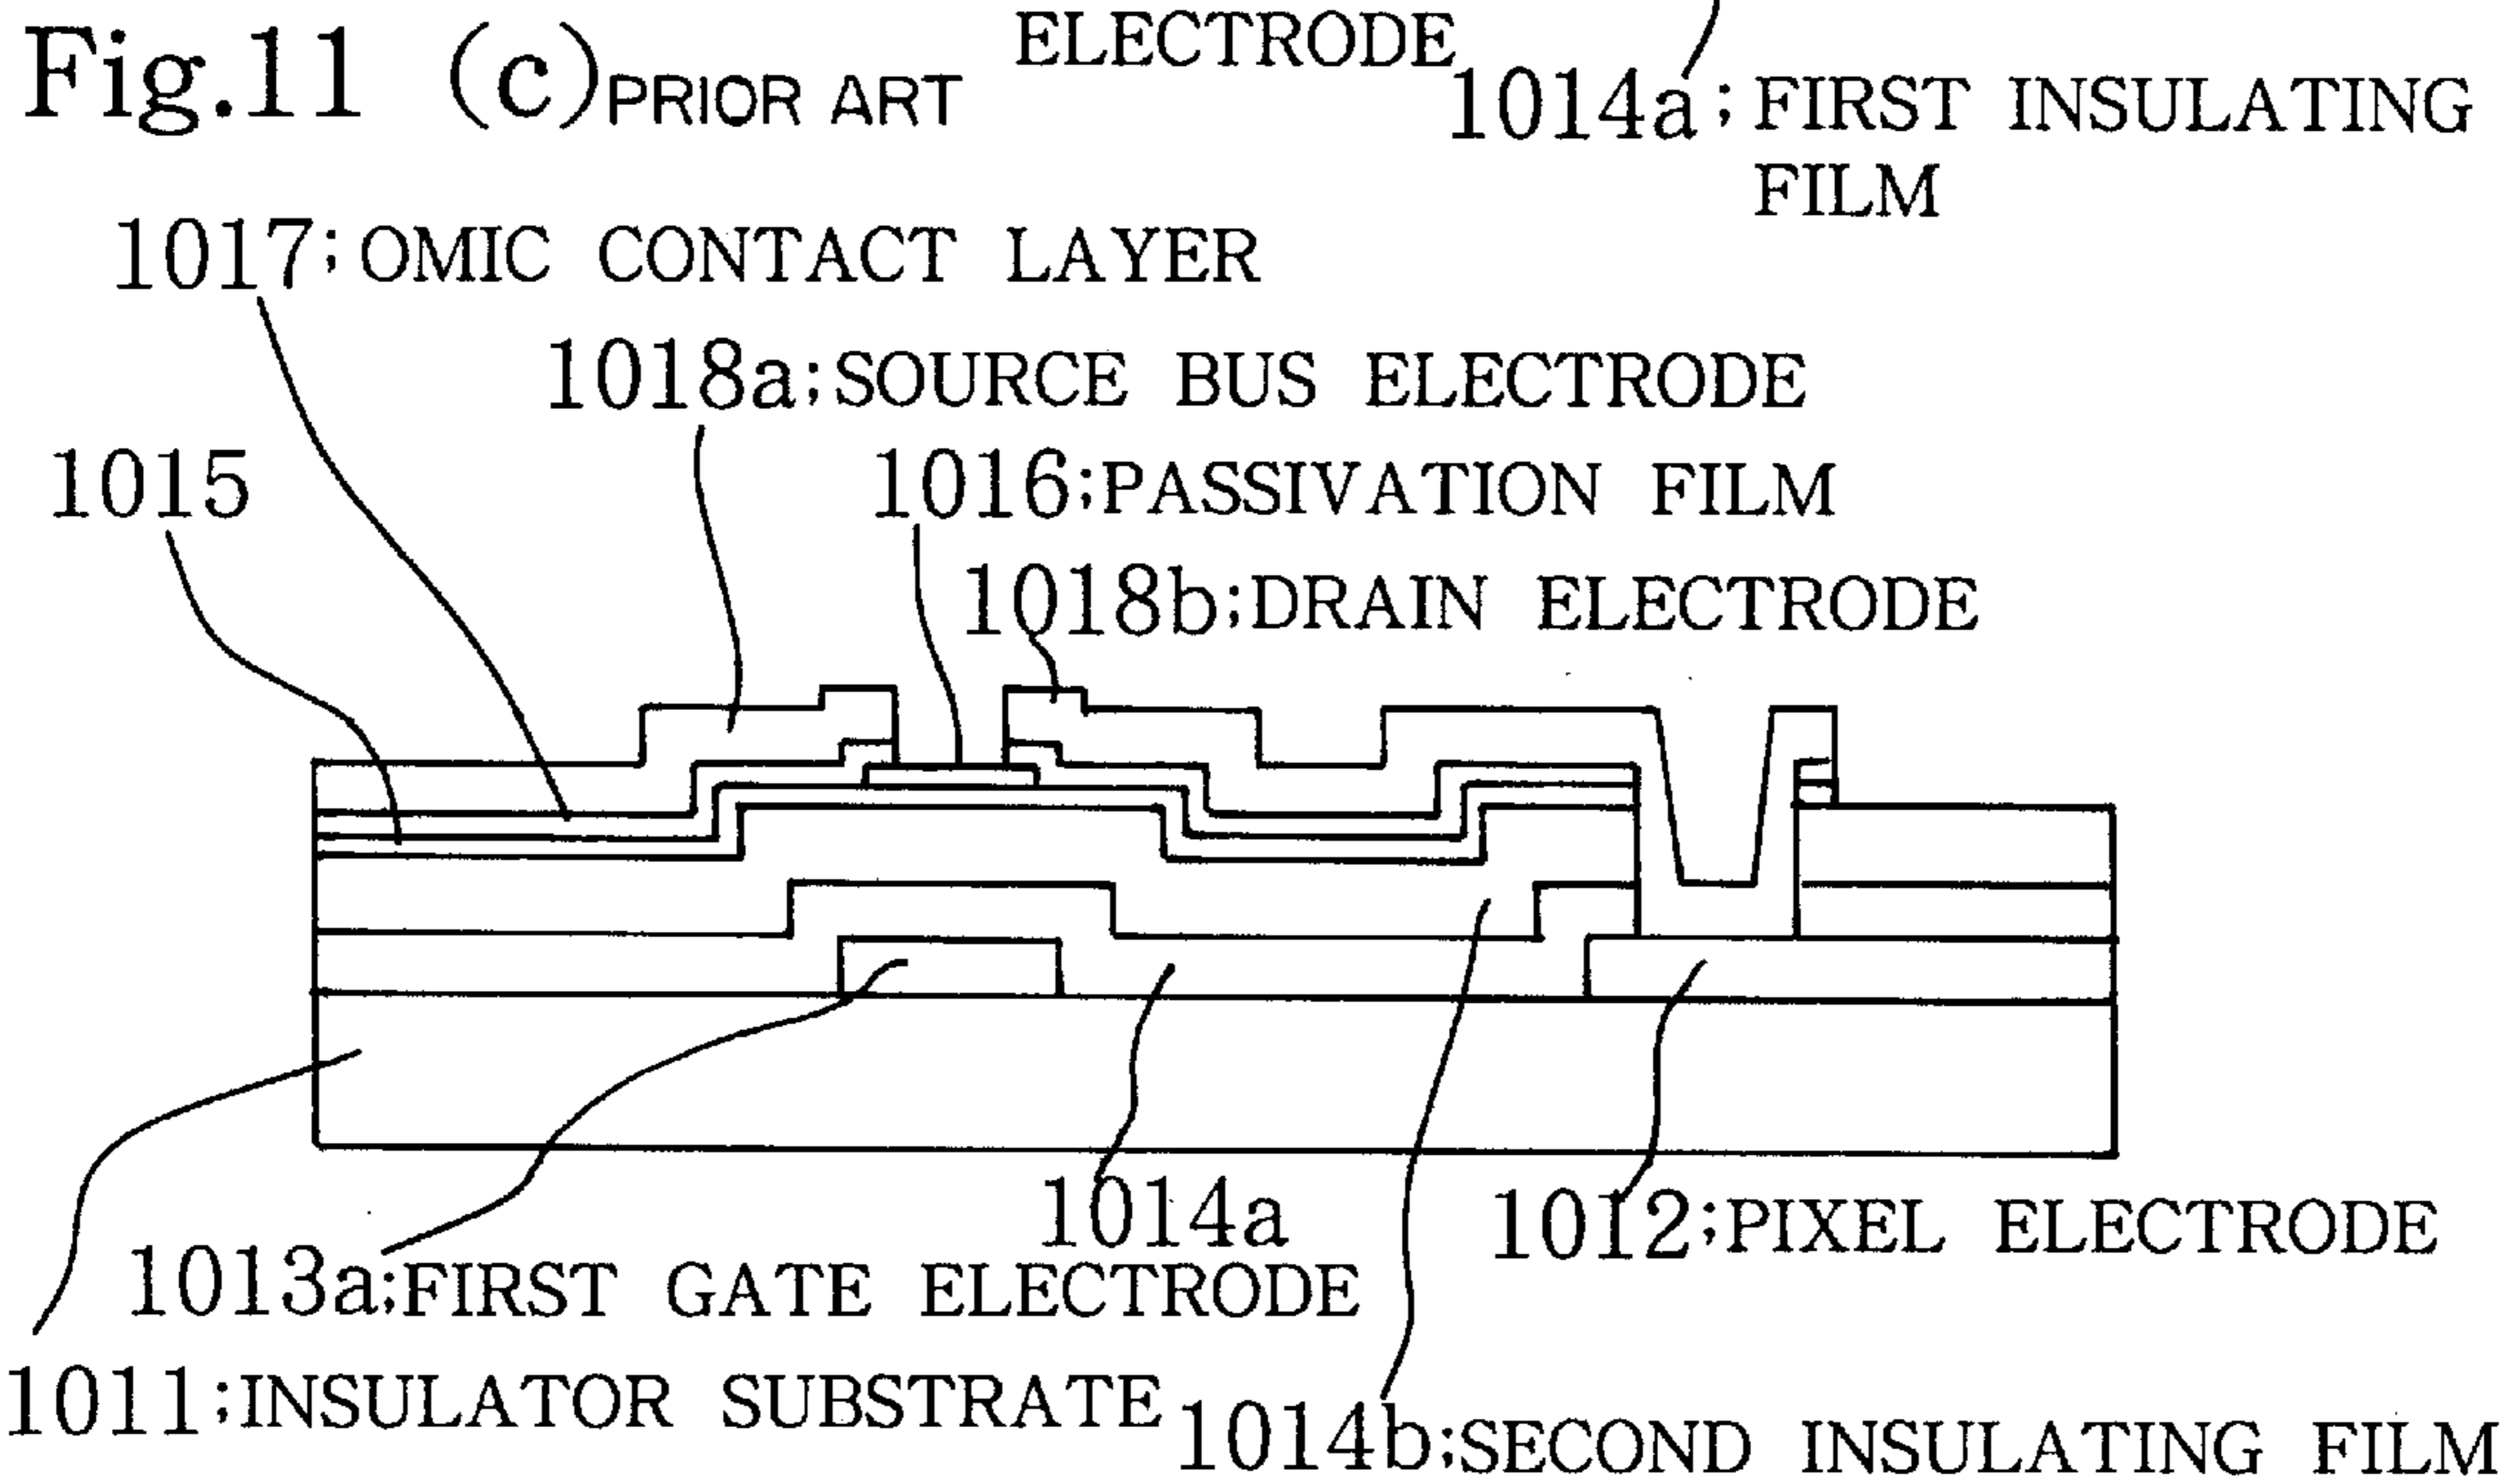 ELECTRODE
Fig.11 (c) PRIOR ART
1014a; FIRST INSULATING
FILM
1017; OMIC CONTACT LAYER
1018a; SOURCE BUS ELECTRODE
1015
1016; PASSIVATION FILM
1018b; DRAIN ELECTRODE
1014a
1012; PIXEL ELECTRODE
1013a; FIRST GATE ELECTRODE
1011; INSULATOR SUBSTRATE
1014b; SECOND INSULATING FILM